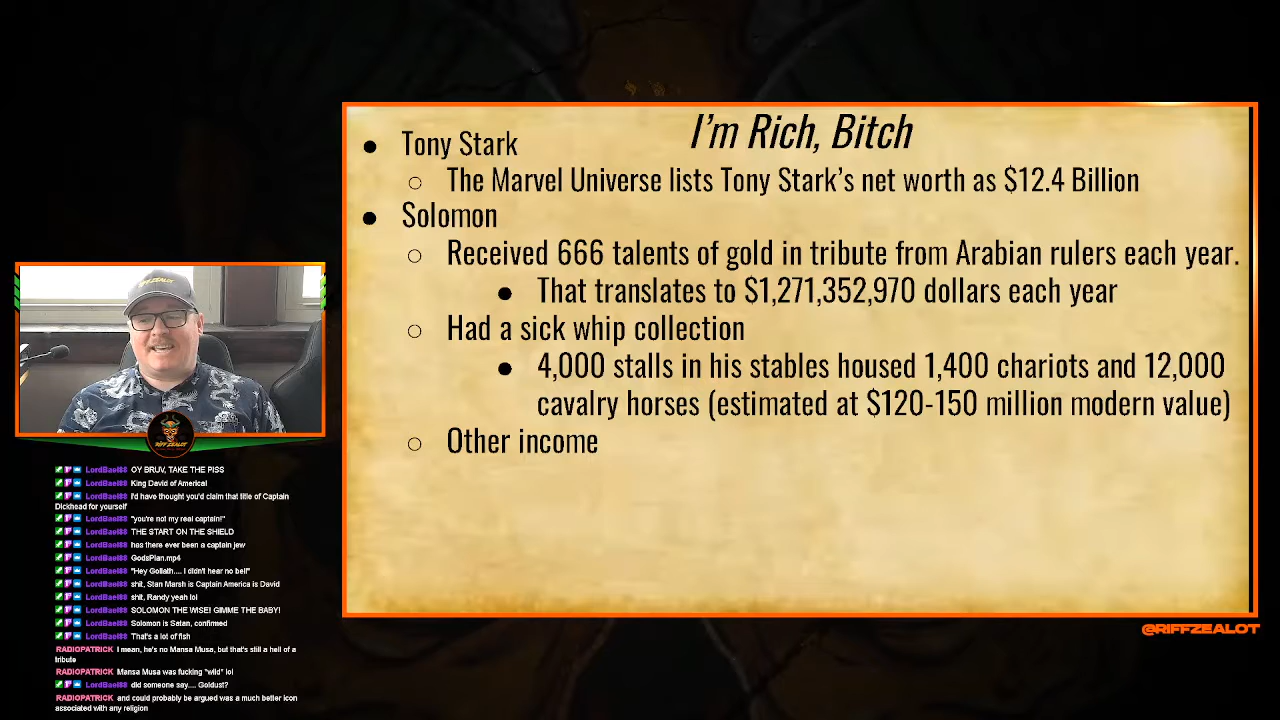 I'm Rich, Bitch
● Tony Stark
○ The Marvel Universe lists Tony Stark's net worth as $12.4 Billion
● Solomon
○ Received 666 talents of gold in tribute from Arabian rulers each year.
● That translates to $1,271,352,970 dollars each year
○ Had a sick whip collection
● 4,000 stalls in his stables housed 1,400 chariots and 12,000
cavalry horses (estimated at $120-150 million modern value)
○ Other income
RIFF ZEALOT
LordBael88 OY BRUV, TAKE THE PISS
LordBael88 King David of America!
LordBael88 I'd have thought you'd claim that title of Captain
Dickhead for yourself
LordBael88 "you're not my real captain!"
LordBael88 THE START ON THE SHIELD
LordBael88 has there ever been a captain jew
LordBael88 GodsPlan.mp4
LordBael88 "Hey Goliath.... I didn't hear no bell"
LordBael88 shit, Stan Marsh is Captain America is David
LordBael88 shit, Randy yeah lol
LordBael88 SOLOMON THE WISE! GIMME THE BABY!
LordBael88 Solomon is Satan, confirmed
LordBael88 That's a lot of fish
RADIOPATRICK I mean, he's no Mansa Musa, but that's still a hell of a
tribute
RADIOPATRICK Mansa Musa was fucking *wild* lol
LordBael88 did someone say.... Goldust?
RADIOPATRICK and could probably be argued was a much better icon
associated with any religion
@RIFFZEALOT